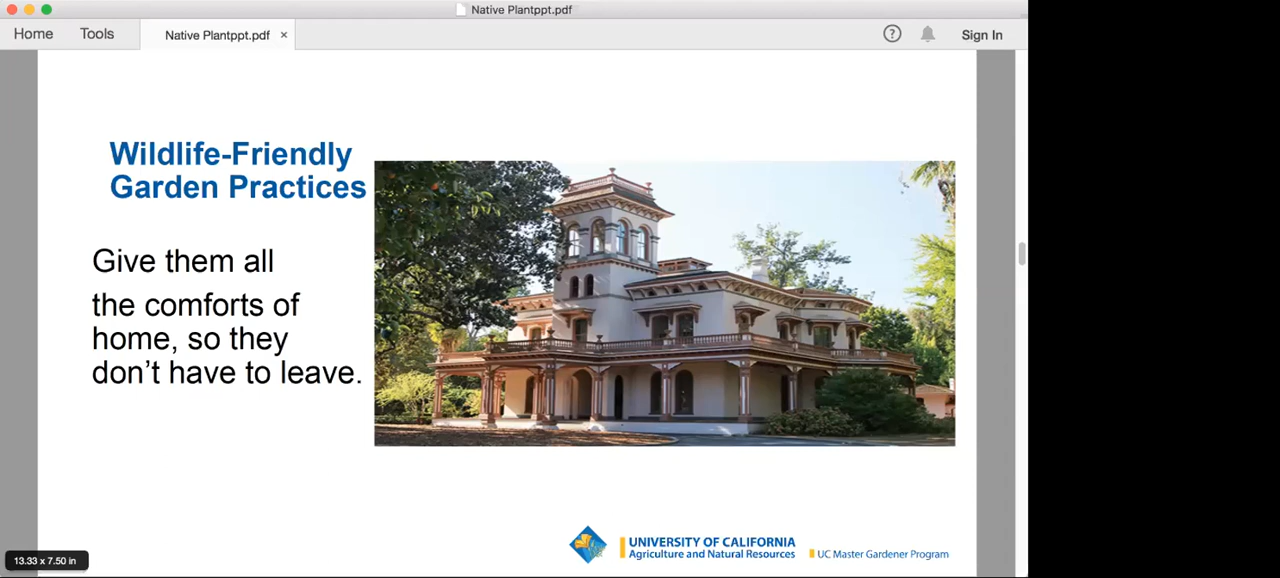 Native Plantppt.pdf
Home Tools Native Plantppt.pdf × ? Sign In
Wildlife-Friendly
Garden Practices
Give them all
the comforts of
home, so they
don't have to leave.
UNIVERSITY OF CALIFORNIA
Agriculture and Natural Resources UC Master Gardener Program
13.33 x 7.50 in